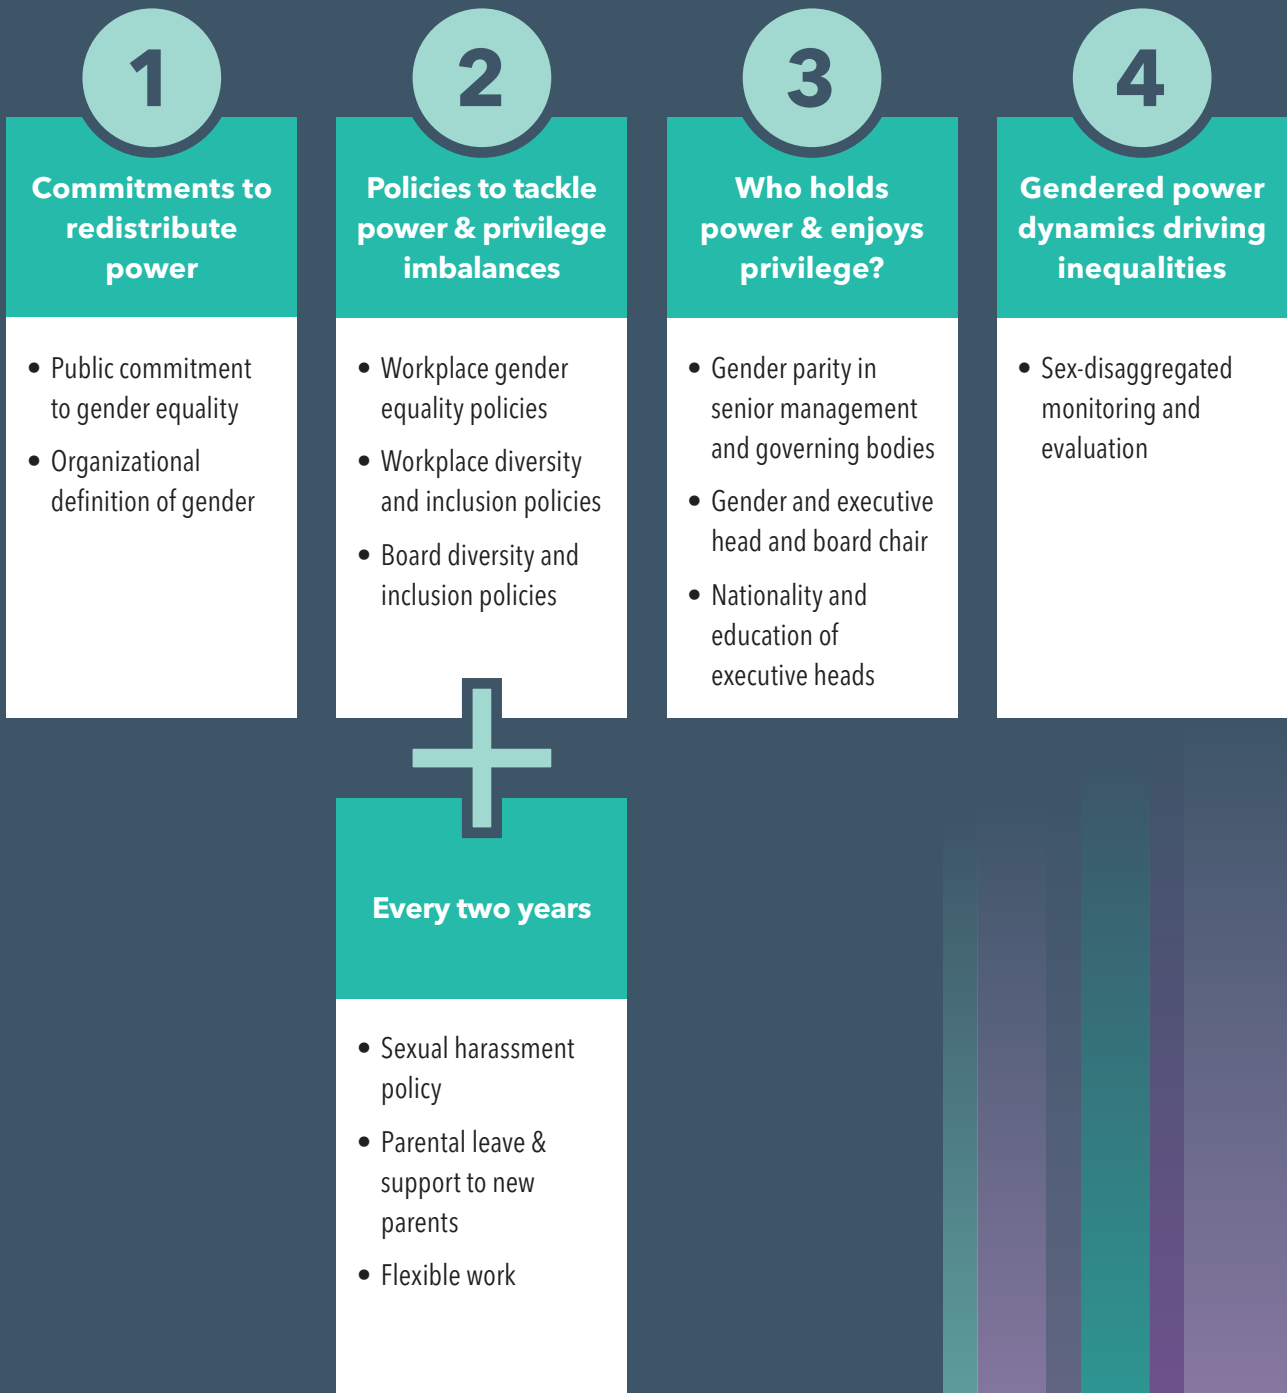 1
Commitments to
redistribute
power
• Public commitment
to gender equality
• Organizational
definition of gender
2
Policies to tackle
power & privilege
imbalances
• Workplace gender
equality policies
• Workplace diversity
and inclusion policies
• Board diversity and
inclusion policies
+
Every two years
• Sexual harassment
policy
• Parental leave &
support to new
parents
• Flexible work
3
Who holds
power & enjoys
privilege?
• Gender parity in
senior management
and governing bodies
• Gender and executive
head and board chair
• Nationality and
education of
executive heads
4
Gendered power
dynamics driving
inequalities
• Sex-disaggregated
monitoring and
evaluation